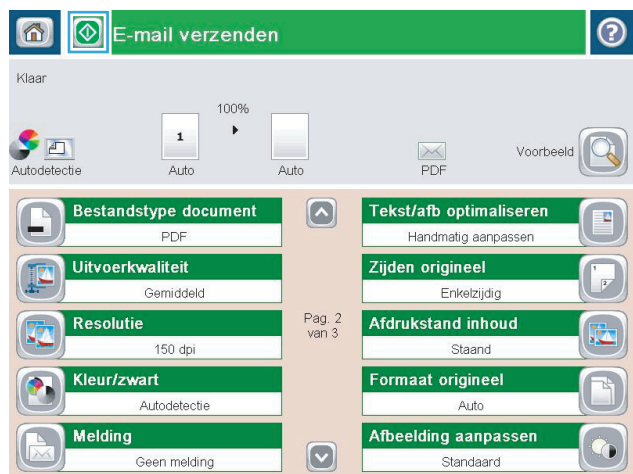 E-mail verzenden
Klaar
100%
1
Autodetectie
Auto
Auto
PDF
Voorbeeld
Bestandstype document
PDF
Uitvoerkwaliteit
Gemiddeld
Resolutie
150 dpi
Kleur/zwart
Autodetectie
Melding
Geen melding
Pag. 2
van 3
Tekst/afb optimaliseren
Handmatig aanpassen
Zijden origineel
Enkelzijdig
Afdrukstand inhoud
Staand
Formaat origineel
Auto
Afbeelding aanpassen
Standaard